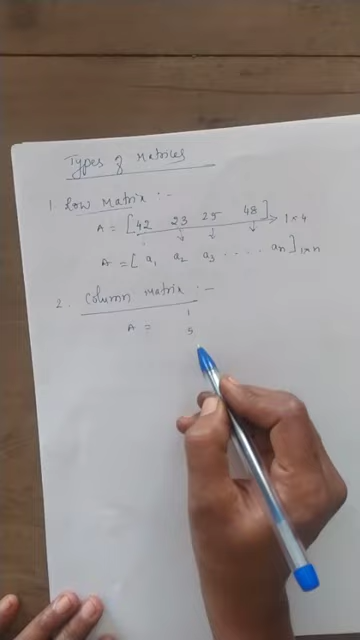 Types of Matrices
1. Row Matrix :-
A = [42 23 25 48] → 1×4
A = [a₁ a₂ a₃ ..... aₙ]₁ₓₙ
2. Column Matrix :-
1
A =
5